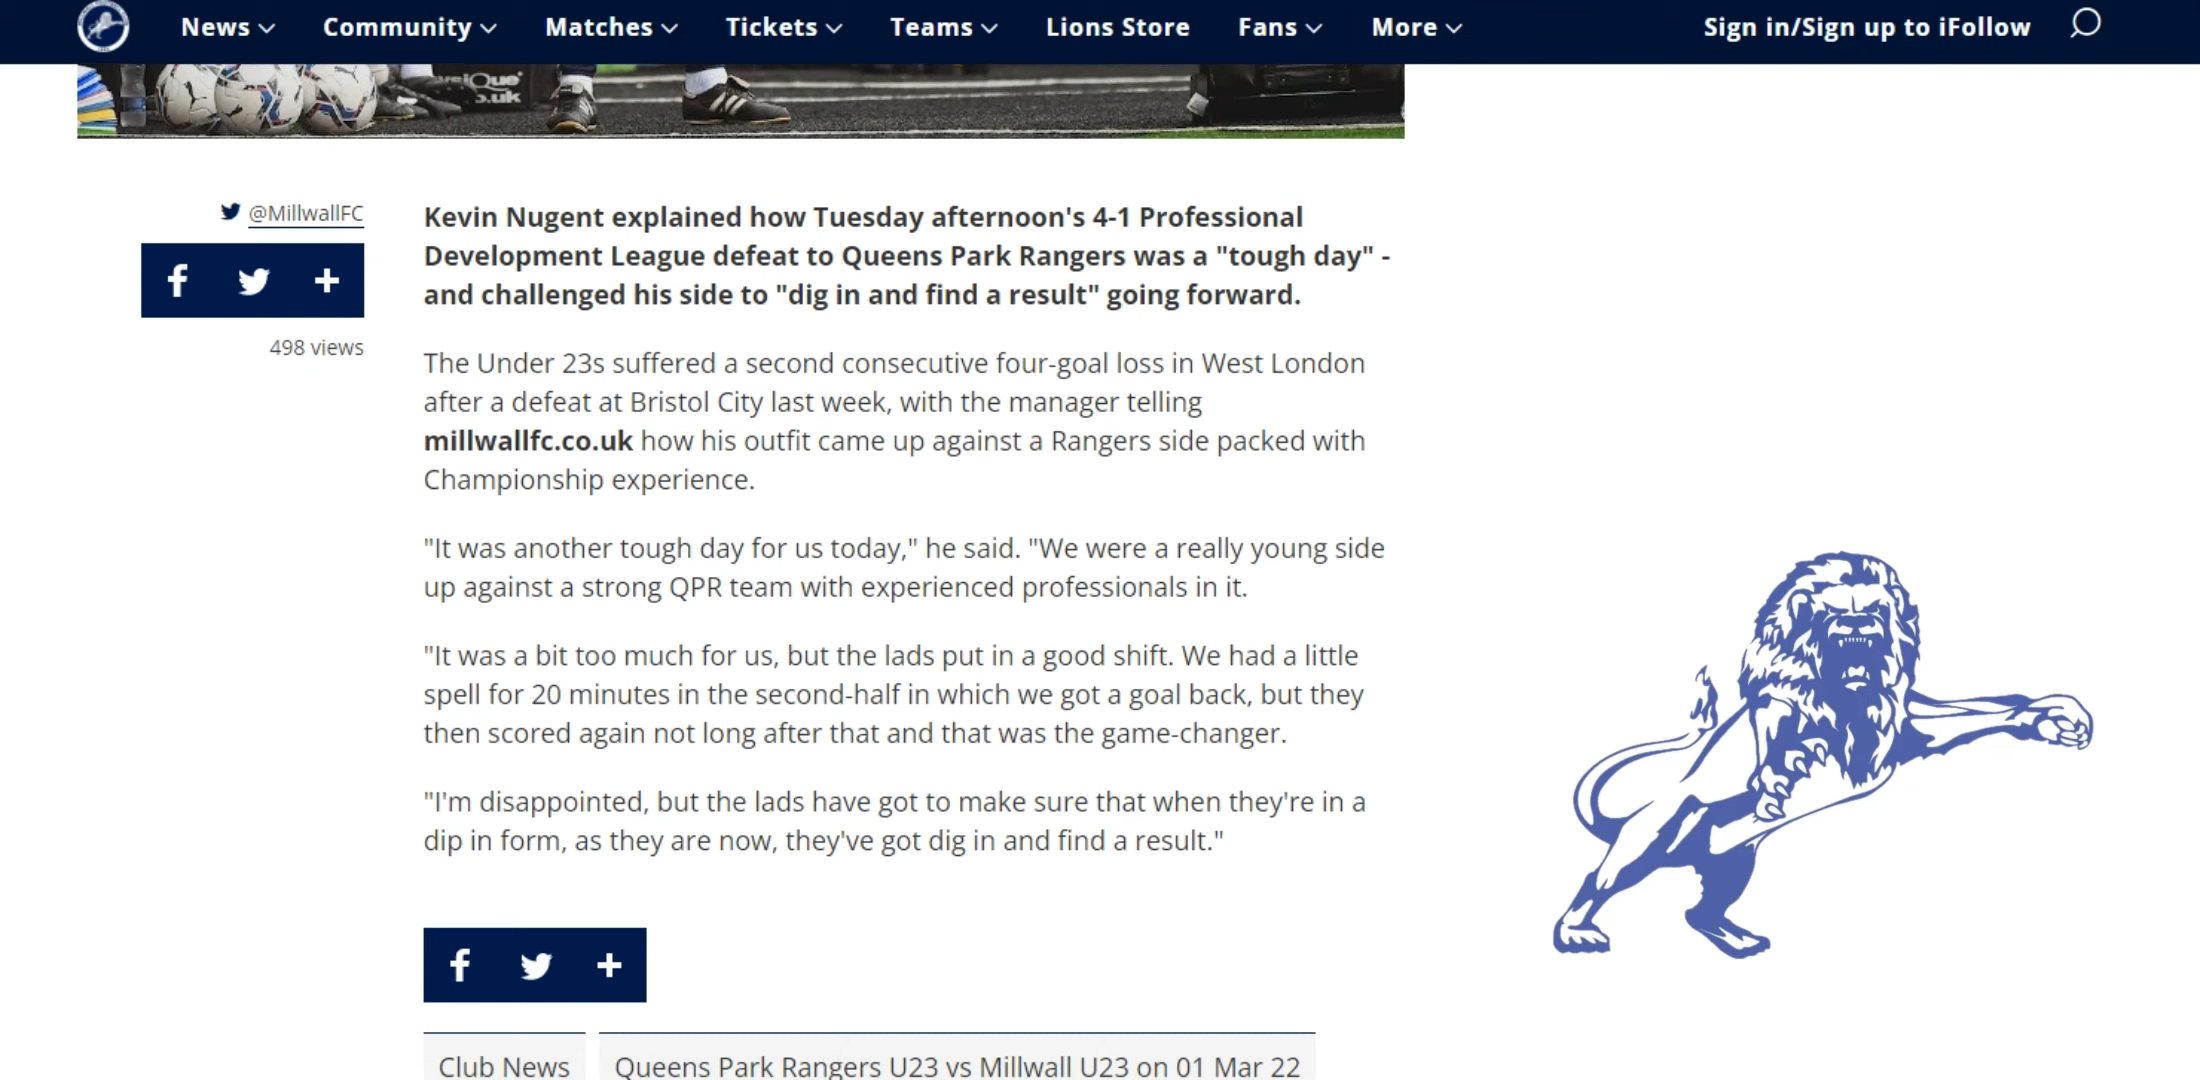 News Community Matches Tickets Teams Lions Store Fans More Sign in/Sign up to iFollow
@MillwallFC
498 views
Kevin Nugent explained how Tuesday afternoon's 4-1 Professional
Development League defeat to Queens Park Rangers was a "tough day" -
and challenged his side to "dig in and find a result" going forward.
The Under 23s suffered a second consecutive four-goal loss in West London
after a defeat at Bristol City last week, with the manager telling
millwallfc.co.uk how his outfit came up against a Rangers side packed with
Championship experience.
"It was another tough day for us today," he said. "We were a really young side
up against a strong QPR team with experienced professionals in it.
"It was a bit too much for us, but the lads put in a good shift. We had a little
spell for 20 minutes in the second-half in which we got a goal back, but they
then scored again not long after that and that was the game-changer.
"I'm disappointed, but the lads have got to make sure that when they're in a
dip in form, as they are now, they've got dig in and find a result."
Club News
Queens Park Rangers U23 vs Millwall U23 on 01 Mar 22